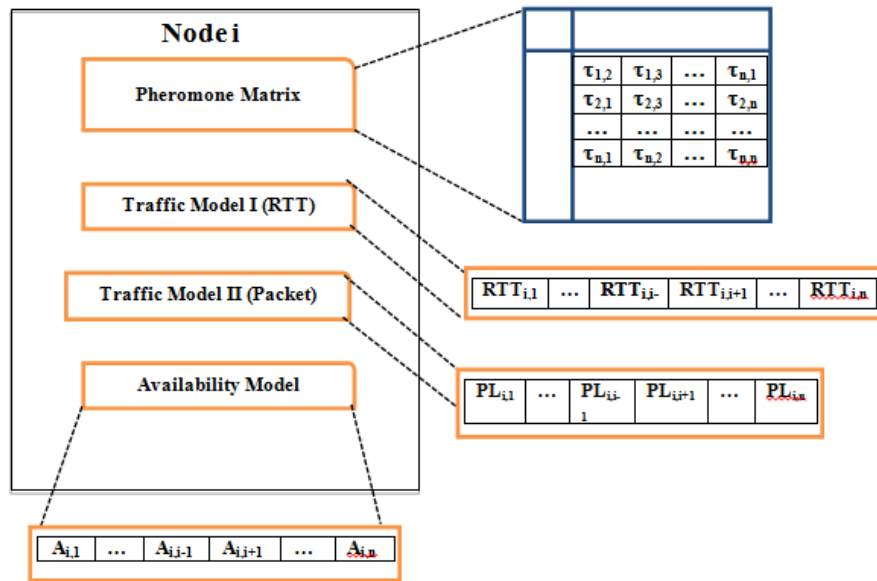 Node i
Pheromone Matrix
τ1,2 τ1,3 … τn,1
τ2,1 τ2,3 … τ2,n
… … … …
τn,1 τn,2 … τn,n
Traffic Model I (RTT)
RTTi,1 … RTTi,i- RTTi,i+1 … RTTi,n
Traffic Model II (Packet)
PLi,1 … PLi,i-1 PLi,i+1 … PLi,n
Availability Model
Ai,1 … Ai,i-1 Ai,i+1 … Ai,n